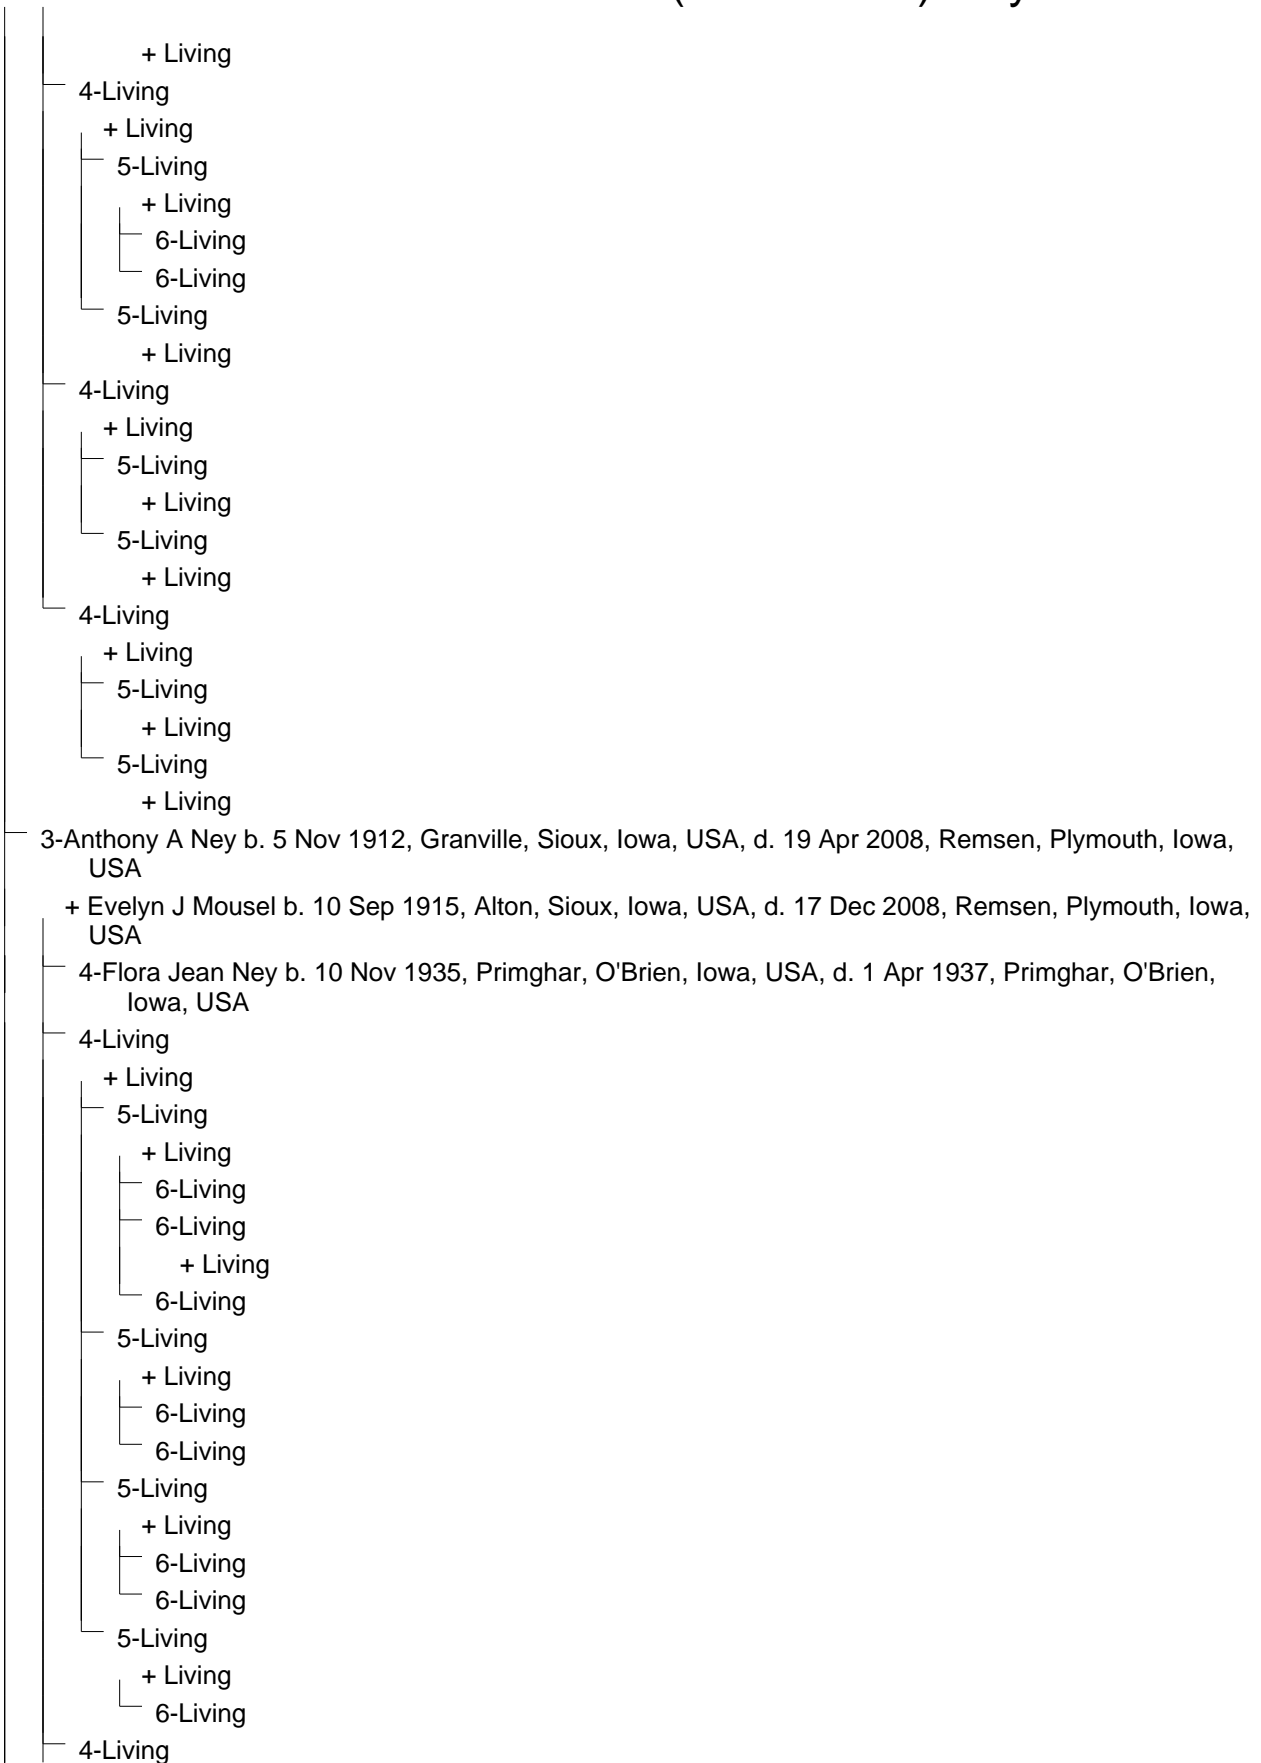 + Living
4-Living
+ Living
5-Living
+ Living
6-Living
6-Living
5-Living
+ Living
4-Living
+ Living
5-Living
+ Living
5-Living
+ Living
4-Living
+ Living
5-Living
+ Living
5-Living
+ Living
3-Anthony A Ney b. 5 Nov 1912, Granville, Sioux, Iowa, USA, d. 19 Apr 2008, Remsen, Plymouth, Iowa,
USA
+ Evelyn J Mousel b. 10 Sep 1915, Alton, Sioux, Iowa, USA, d. 17 Dec 2008, Remsen, Plymouth, Iowa,
USA
4-Flora Jean Ney b. 10 Nov 1935, Primghar, O'Brien, Iowa, USA, d. 1 Apr 1937, Primghar, O'Brien,
Iowa, USA
4-Living
+ Living
5-Living
+ Living
6-Living
6-Living
+ Living
6-Living
5-Living
+ Living
6-Living
6-Living
5-Living
+ Living
6-Living
6-Living
5-Living
+ Living
6-Living
4-Living